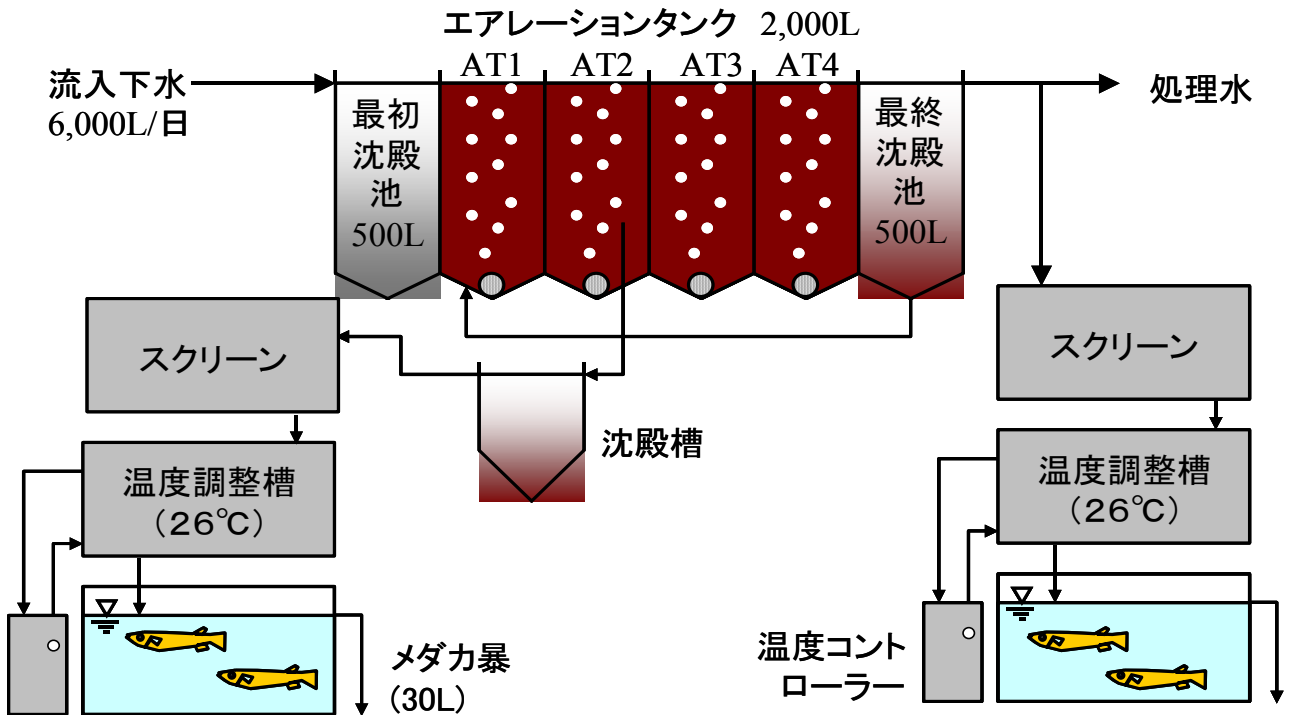 エアレーションタンク 2,000L
AT1 AT2 AT3 AT4
流入下水
6,000L/日
処理水
最初
沈殿
池
500L
最終
沈殿
池
500L
スクリーン
スクリーン
沈殿槽
温度調整槽
(26℃)
温度調整槽
(26℃)
メダカ暴
(30L)
温度コント
ローラー